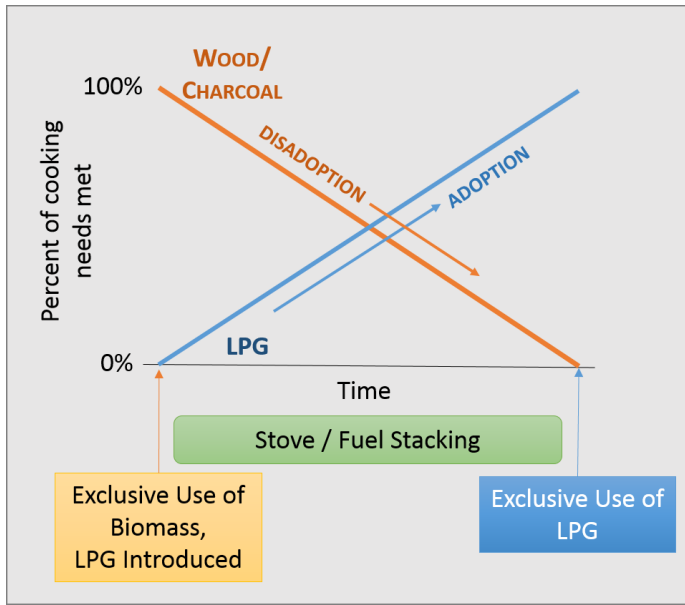 WOOD/
CHARCOAL
100%
DISADOPTION
ADOPTION
Percent of cooking
needs met
LPG
0%
Time
Stove / Fuel Stacking
Exclusive Use of
Biomass,
LPG Introduced
Exclusive Use of
LPG